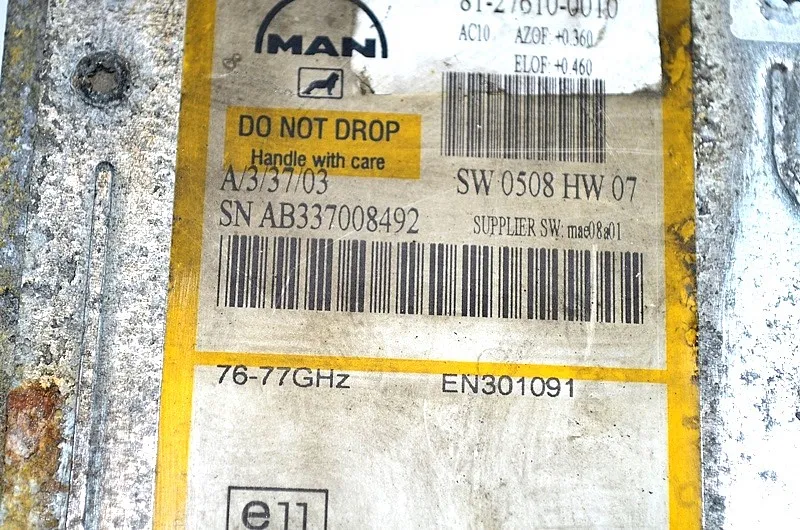 MAN
81-27610-0010
AC10 AZOF +0.360
ELOF +0.460
DO NOT DROP
Handle with care
A/3/37/03
SW 0508 HW 07
SN AB337008492
SUPPLIER SW: mae08a01
76-77GHz
EN301091
e11